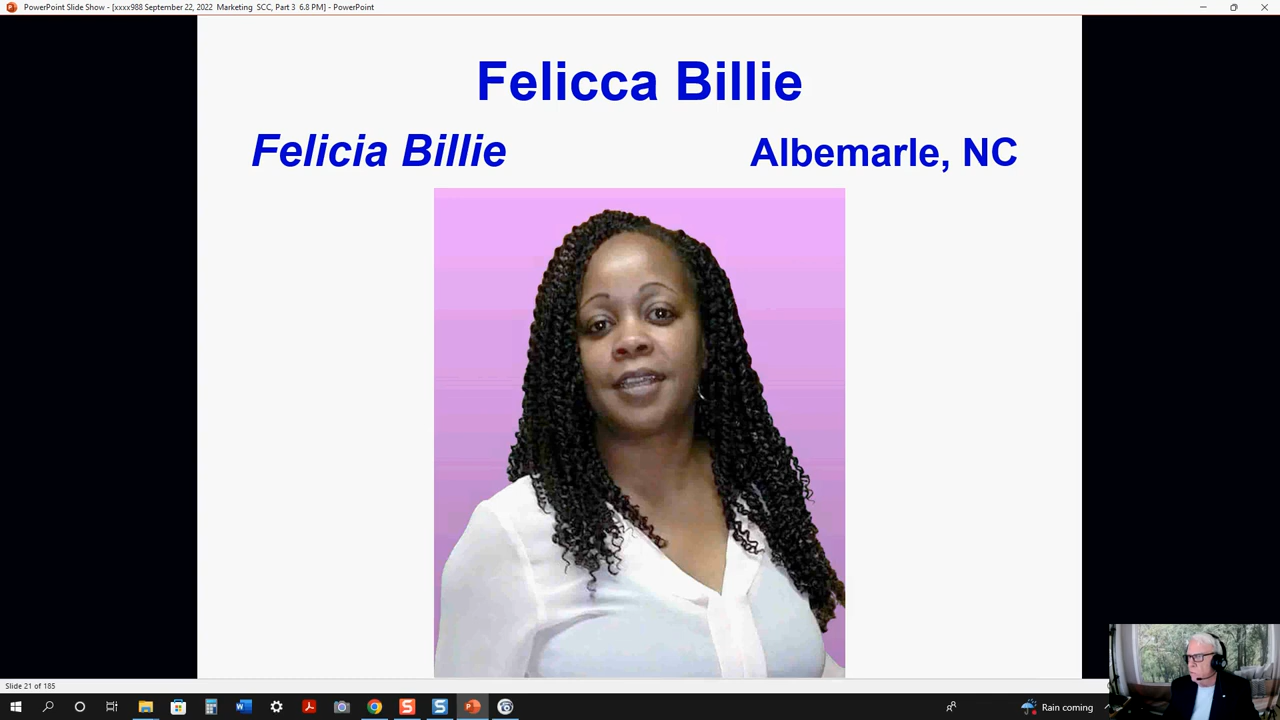 PowerPoint Slide Show - [xxxx988 September 22, 2022 Marketing SCC, Part 3 6.8 PM] - PowerPoint
Felicca Billie
Felicia Billie
Albemarle, NC
Slide 21 of 185
Rain coming